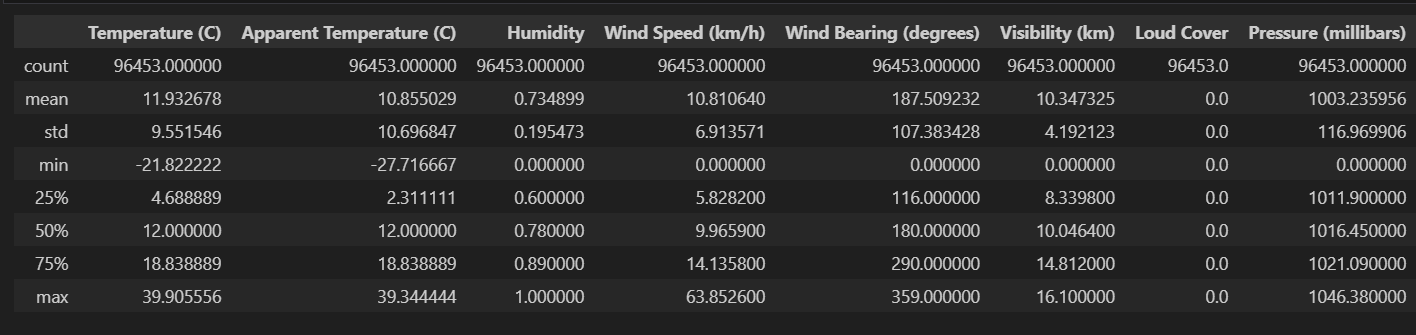 Temperature (C) Apparent Temperature (C) Humidity Wind Speed (km/h) Wind Bearing (degrees) Visibility (km) Loud Cover Pressure (millibars)
count 96453.000000 96453.000000 96453.000000 96453.000000 96453.000000 96453.000000 96453.0 96453.000000
mean 11.932678 10.855029 0.734899 10.810640 187.509232 10.347325 0.0 1003.235956
std 9.551546 10.696847 0.195473 6.913571 107.383428 4.192123 0.0 116.969906
min -21.822222 -27.716667 0.000000 0.000000 0.000000 0.000000 0.0 0.000000
25% 4.688889 2.311111 0.600000 5.828200 116.000000 8.339800 0.0 1011.900000
50% 12.000000 12.000000 0.780000 9.965900 180.000000 10.046400 0.0 1016.450000
75% 18.838889 18.838889 0.890000 14.135800 290.000000 14.812000 0.0 1021.090000
max 39.905556 39.344444 1.000000 63.852600 359.000000 16.100000 0.0 1046.380000